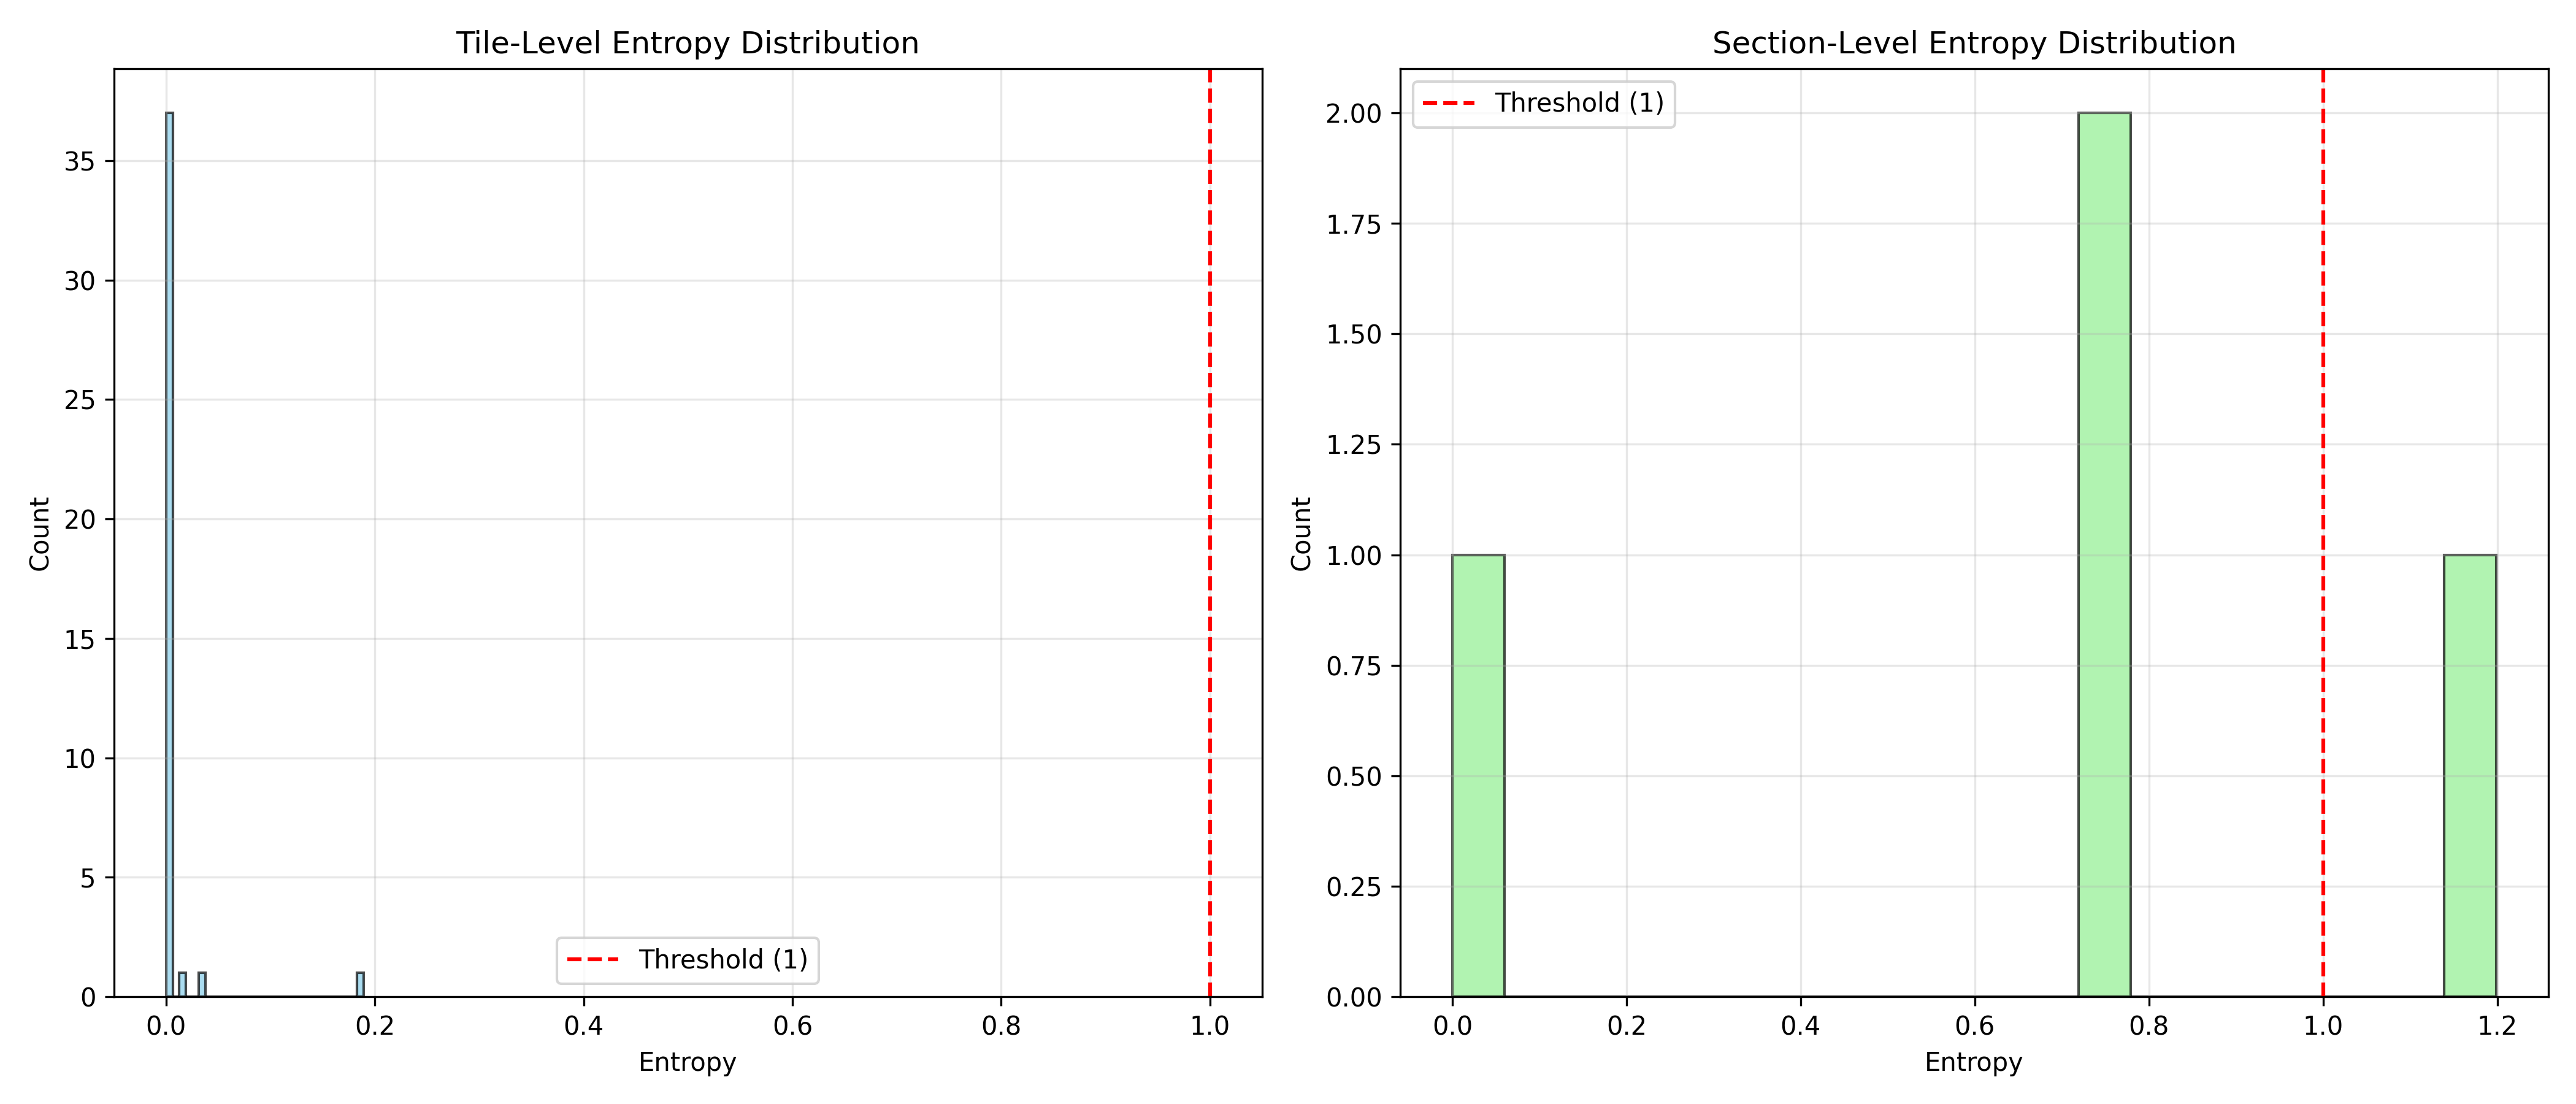 Tile-Level Entropy Distribution
Count
35
30
25
20
15
10
5
0
Threshold (1)
0.0 0.2 0.4 0.6 0.8 1.0
Entropy
Section-Level Entropy Distribution
Threshold (1)
Count
2.00
1.75
1.50
1.25
1.00
0.75
0.50
0.25
0.00
0.0 0.2 0.4 0.6 0.8 1.0 1.2
Entropy